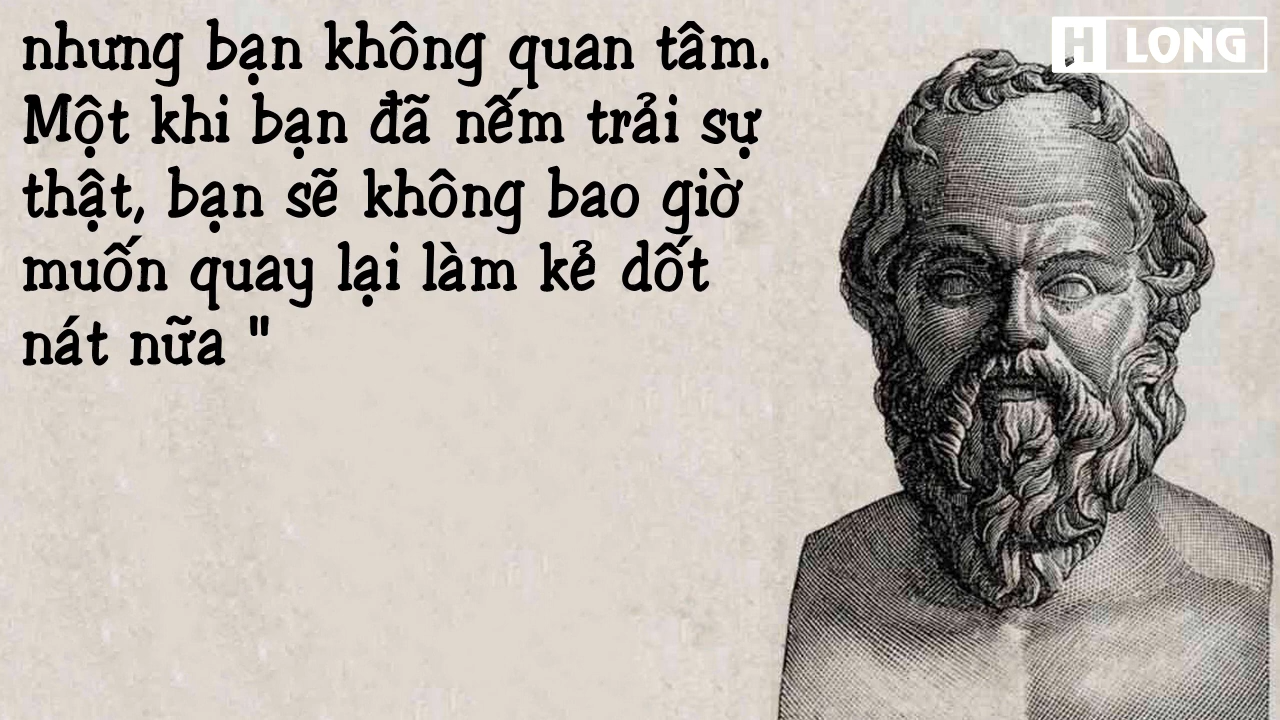 nhưng bạn không quan tâm.
Một khi bạn đã nếm trải sự
thật, bạn sẽ không bao giờ
muốn quay lại làm kẻ dốt
nát nữa "
H LONG